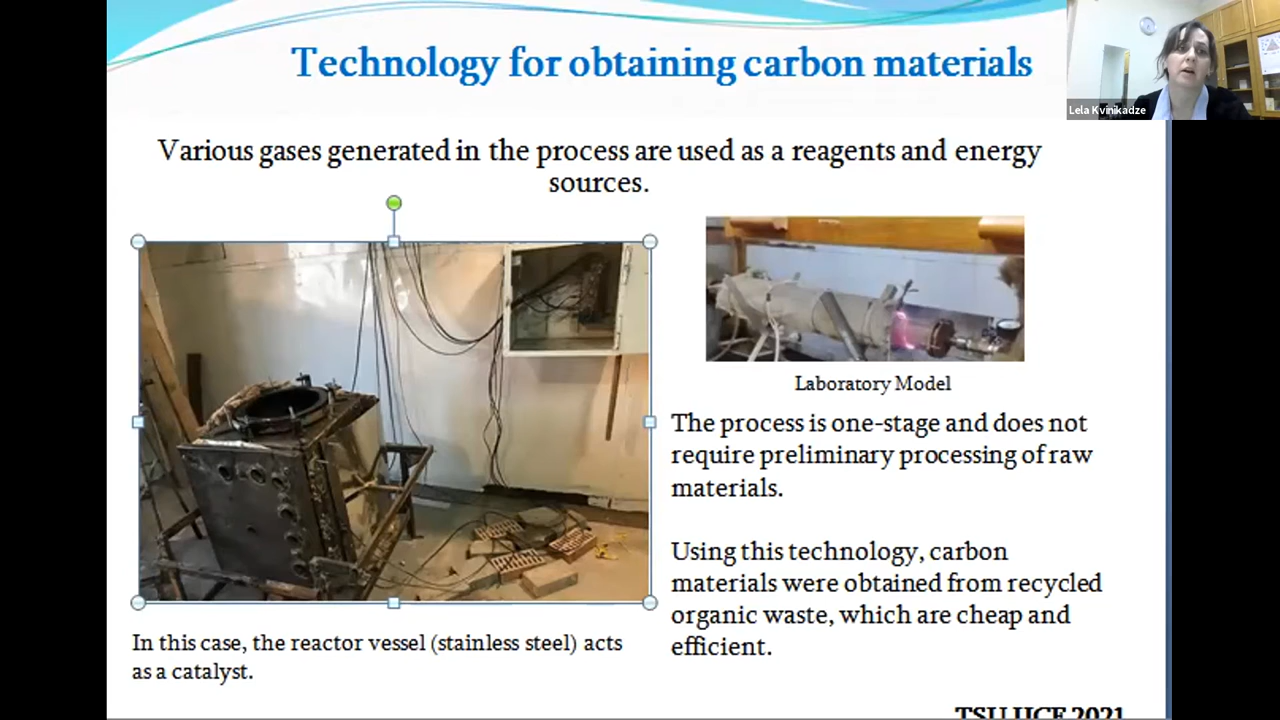 Technology for obtaining carbon materials
Lela Kvinikadze
Various gases generated in the process are used as a reagents and energy
sources.
Laboratory Model
The process is one-stage and does not
require preliminary processing of raw
materials.
Using this technology, carbon
materials were obtained from recycled
organic waste, which are cheap and
efficient.
In this case, the reactor vessel (stainless steel) acts
as a catalyst.
2021